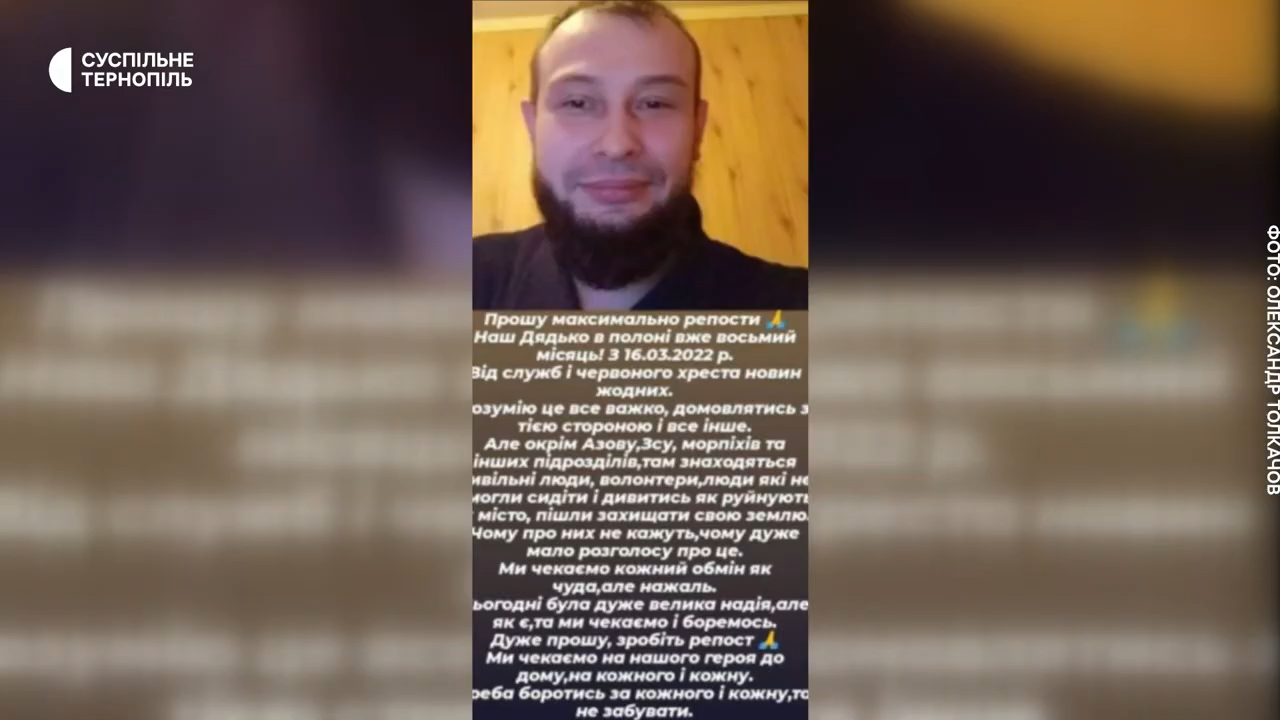 СУСПІЛЬНЕ
ТЕРНОПІЛЬ
Прошу максимально репости 🙏
Наш Дядько в полоні вже восьмий
місяць! З 16.03.2022 р.
Від служб і червоного хреста новин
жодних.
озумію це все важко, домовлятись з
тією стороною і все інше.
Але окрім Азову,Зсу, морпіхів та
інших підрозділів,там знаходяться
ивільні люди, волонтери,люди які не
могли сидіти і дивитись як руйнують
місто, пішли захищати свою землю.
Чому про них не кажуть,чому дуже
мало розголосу про це.
Ми чекаємо кожний обмін як
чуда,але нажаль.
ьогодні була дуже велика надія,але
як є,та ми чекаємо і боремось.
Дуже прошу, зробіть репост 🙏
Ми чекаємо на нашого героя до
дому,на кожного і кожну.
реба боротись за кожного і кожну,то
не забувати.
ФОТО: ОЛЕКСАНДР ТОЛКАЧОВ